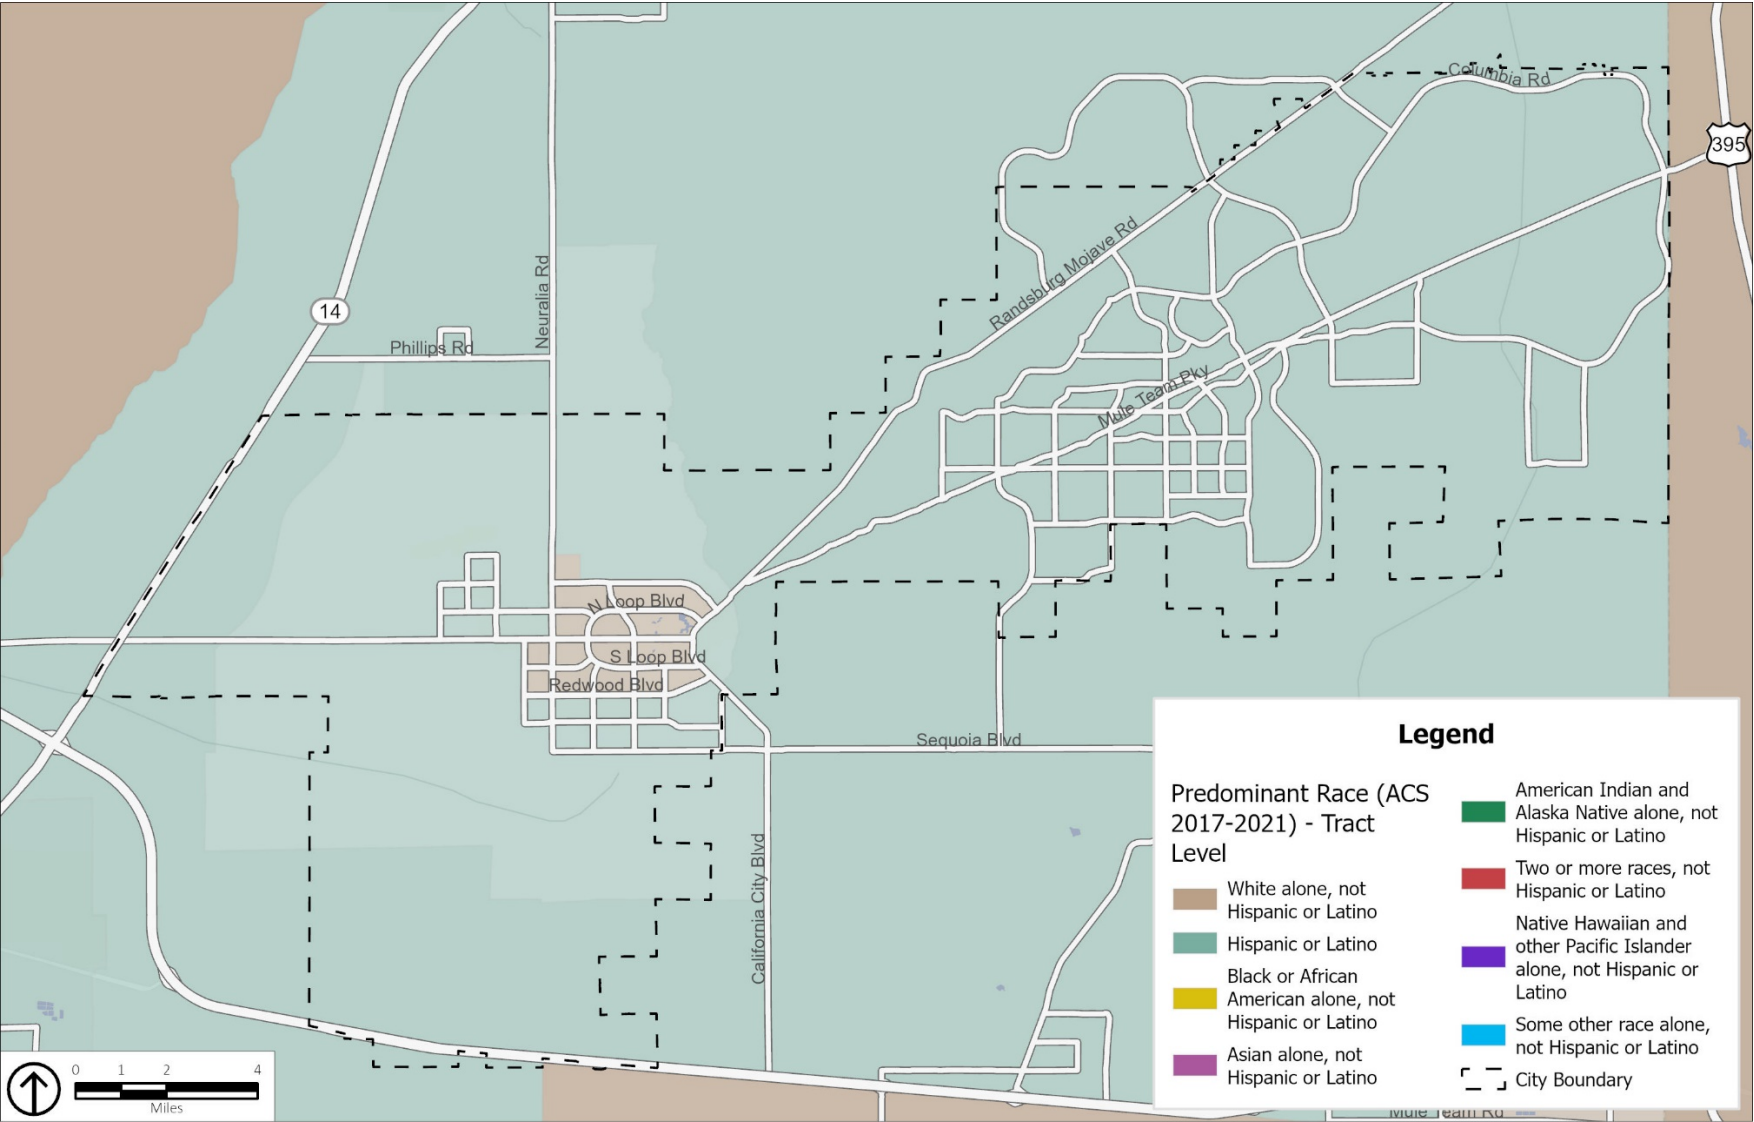 Columbia Rd
395
Randsburg Mojave Rd
Neuralia Rd
14
Phillips Rd
Mule Team Pky
N Loop Blvd
S Loop Blvd
Redwood Blvd
Sequoia Blvd
California City Blvd
Legend
Predominant Race (ACS
2017-2021) - Tract
Level
White alone, not
Hispanic or Latino
Hispanic or Latino
Black or African
American alone, not
Hispanic or Latino
Asian alone, not
Hispanic or Latino
American Indian and
Alaska Native alone, not
Hispanic or Latino
Two or more races, not
Hispanic or Latino
Native Hawaiian and
other Pacific Islander
alone, not Hispanic or
Latino
Some other race alone,
not Hispanic or Latino
City Boundary
0 1 2 4
Miles
Mule Team Rd